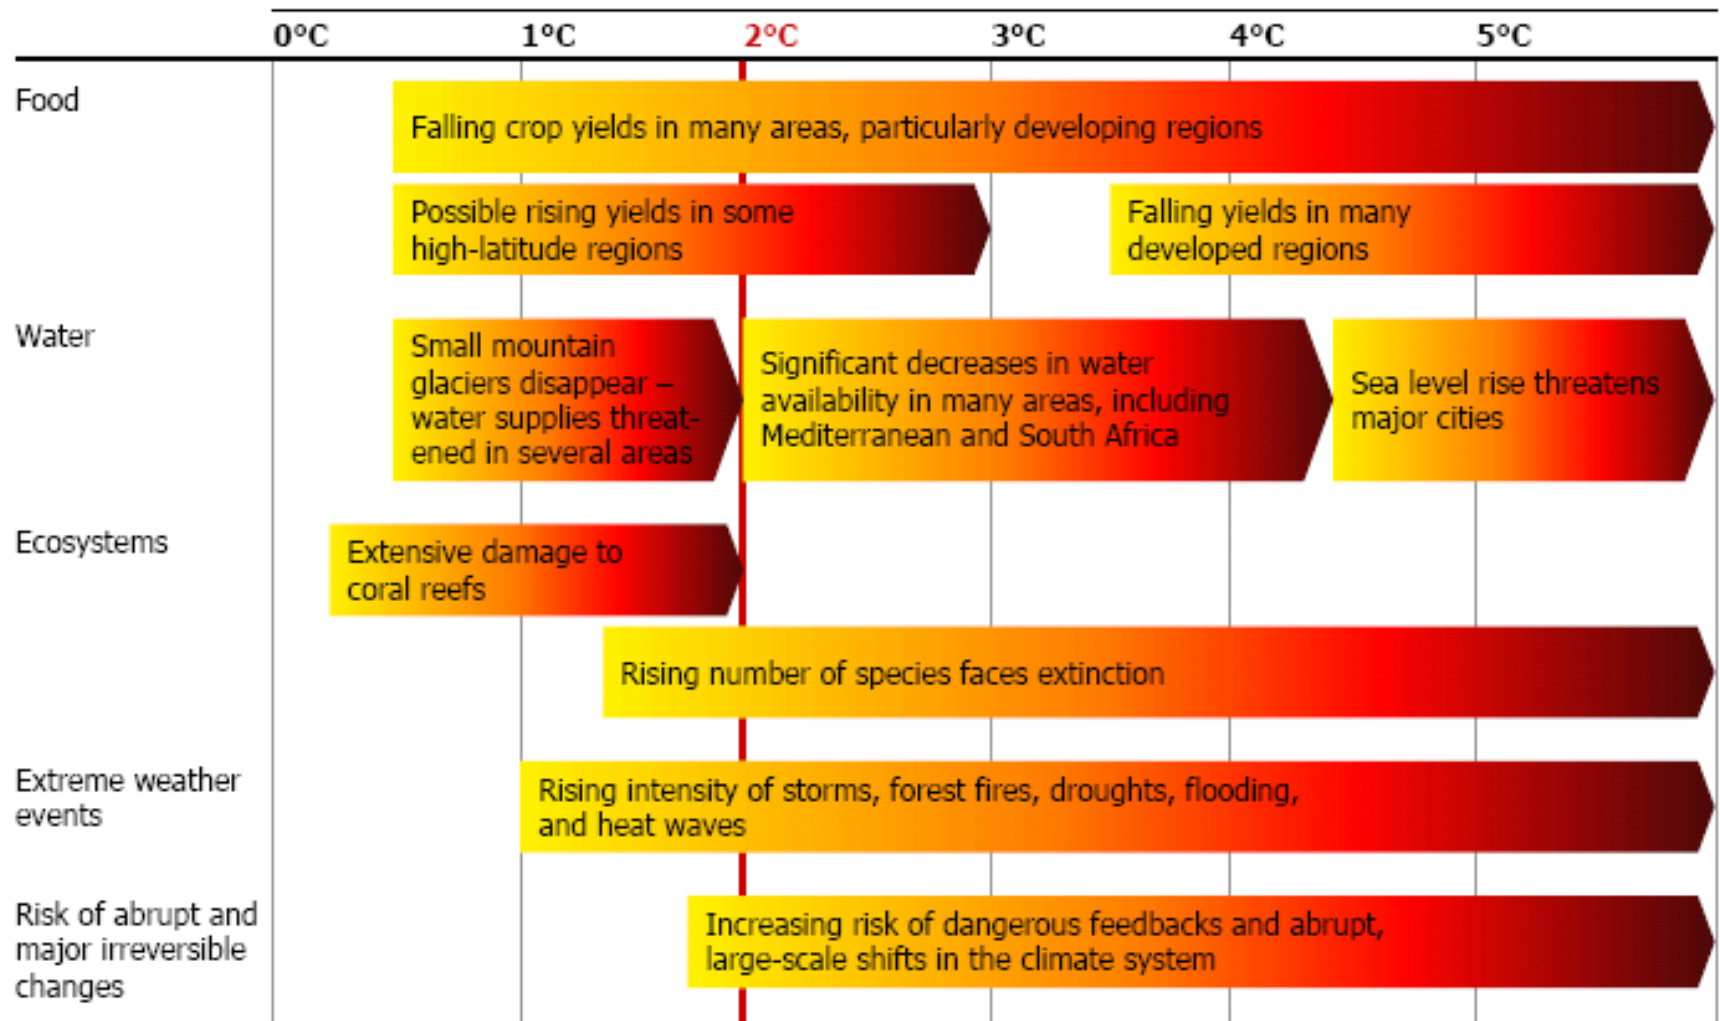 0°C 1°C 2°C 3°C 4°C 5°C
Food
Falling crop yields in many areas, particularly developing regions
Possible rising yields in some
high-latitude regions
Falling yields in many
developed regions
Water
Small mountain
glaciers disappear –
water supplies threat-
ened in several areas
Significant decreases in water
availability in many areas, including
Mediterranean and South Africa
Sea level rise threatens
major cities
Ecosystems
Extensive damage to
coral reefs
Rising number of species faces extinction
Extreme weather
events
Rising intensity of storms, forest fires, droughts, flooding,
and heat waves
Risk of abrupt and
major irreversible
changes
Increasing risk of dangerous feedbacks and abrupt,
large-scale shifts in the climate system